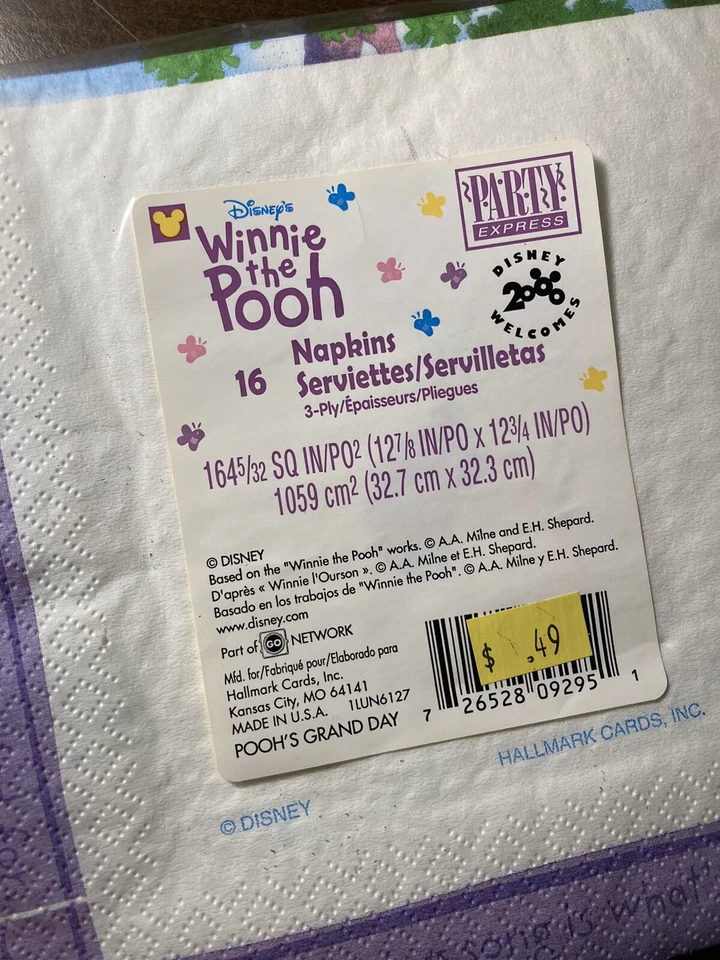 Disney's
Winnie
the
Pooh
PARTY
EXPRESS
DISNEY
2000
WELCOMES
16 Napkins
Serviettes/Servilletas
3-Ply/Épaisseurs/Pliegues
164 5/32 SQ IN/PO² (12 7/8 IN/PO x 12 3/4 IN/PO)
1059 cm² (32.7 cm x 32.3 cm)
© DISNEY
Based on the "Winnie the Pooh" works. © A.A. Milne and E.H. Shepard.
D'après « Winnie l'Ourson ». © A.A. Milne et E.H. Shepard.
Basado en los trabajos de "Winnie the Pooh". © A.A. Milne y E.H. Shepard.
www.disney.com
Part of GO NETWORK
Mfd. for/Fabriqué pour/Elaborado para
Hallmark Cards, Inc.
Kansas City, MO 64141
MADE IN U.S.A. 1LUN6127
POOH'S GRAND DAY
$ .49
7 26528 09295 1
© DISNEY
HALLMARK CARDS, INC.
song is what